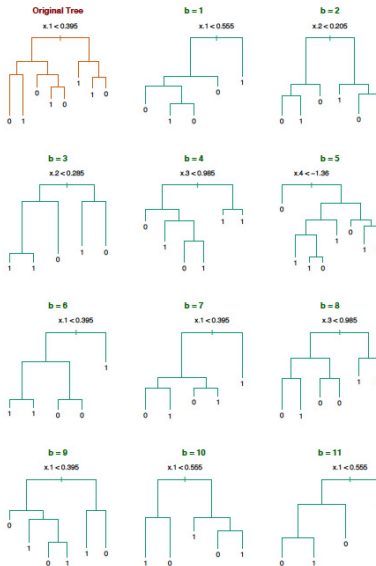 Original Tree
x.1 < 0.395
0 1
0
1 0
1
1 0
b = 1
x.1 < 0.555
0
1 0
0
1
b = 2
x.2 < 0.205
0 1
0
1
0
1
b = 3
x.2 < 0.285
1 1
0
1 0
b = 4
x.3 < 0.985
0
1
0 1
1 1
b = 5
x.4 < −1.36
0
1
1 0
1
0
1
b = 6
x.1 < 0.395
1 1 0 0
1
b = 7
x.1 < 0.395
0 1
0 1
1
b = 8
x.3 < 0.985
0 1
0 0
1
b = 9
x.1 < 0.395
0
1
0 1
1 0
b = 10
x.1 < 0.555
1 0
1
0 1
b = 11
x.1 < 0.555
0 1
0